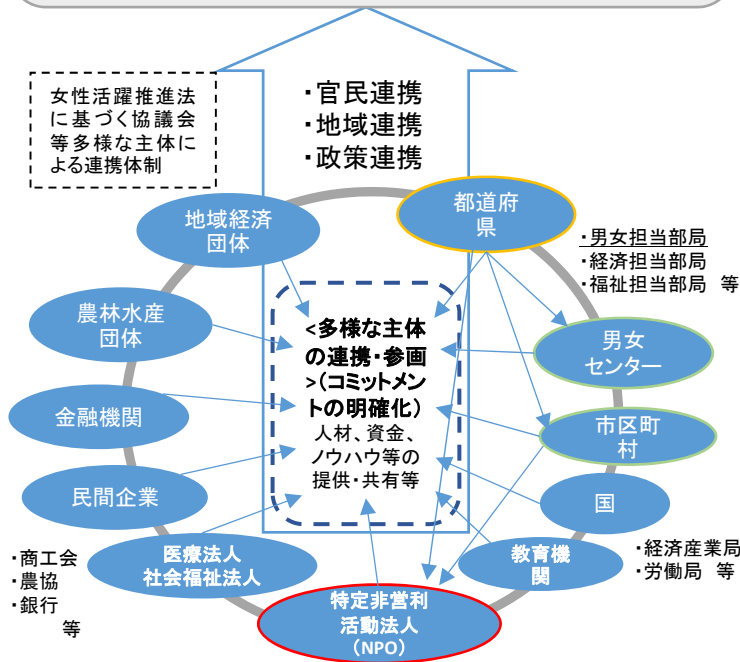 女性活躍推進法
に基づく協議会
等多様な主体に
よる連携体制
・官民連携
・地域連携
・政策連携
地域経済
団体
都道府
県
・男女担当部局
・経済担当部局
・福祉担当部局 等
農林水産
団体
<多様な主体
の連携・参画
>(コミットメン
トの明確化)
人材、資金、
ノウハウ等の
提供・共有等
男女
センター
金融機関
市区町
村
民間企業
国
・商工会
・農協
・銀行
等
医療法人
社会福祉法人
教育機
関
・経済産業局
・労働局 等
特定非営利
活動法人
(NPO)